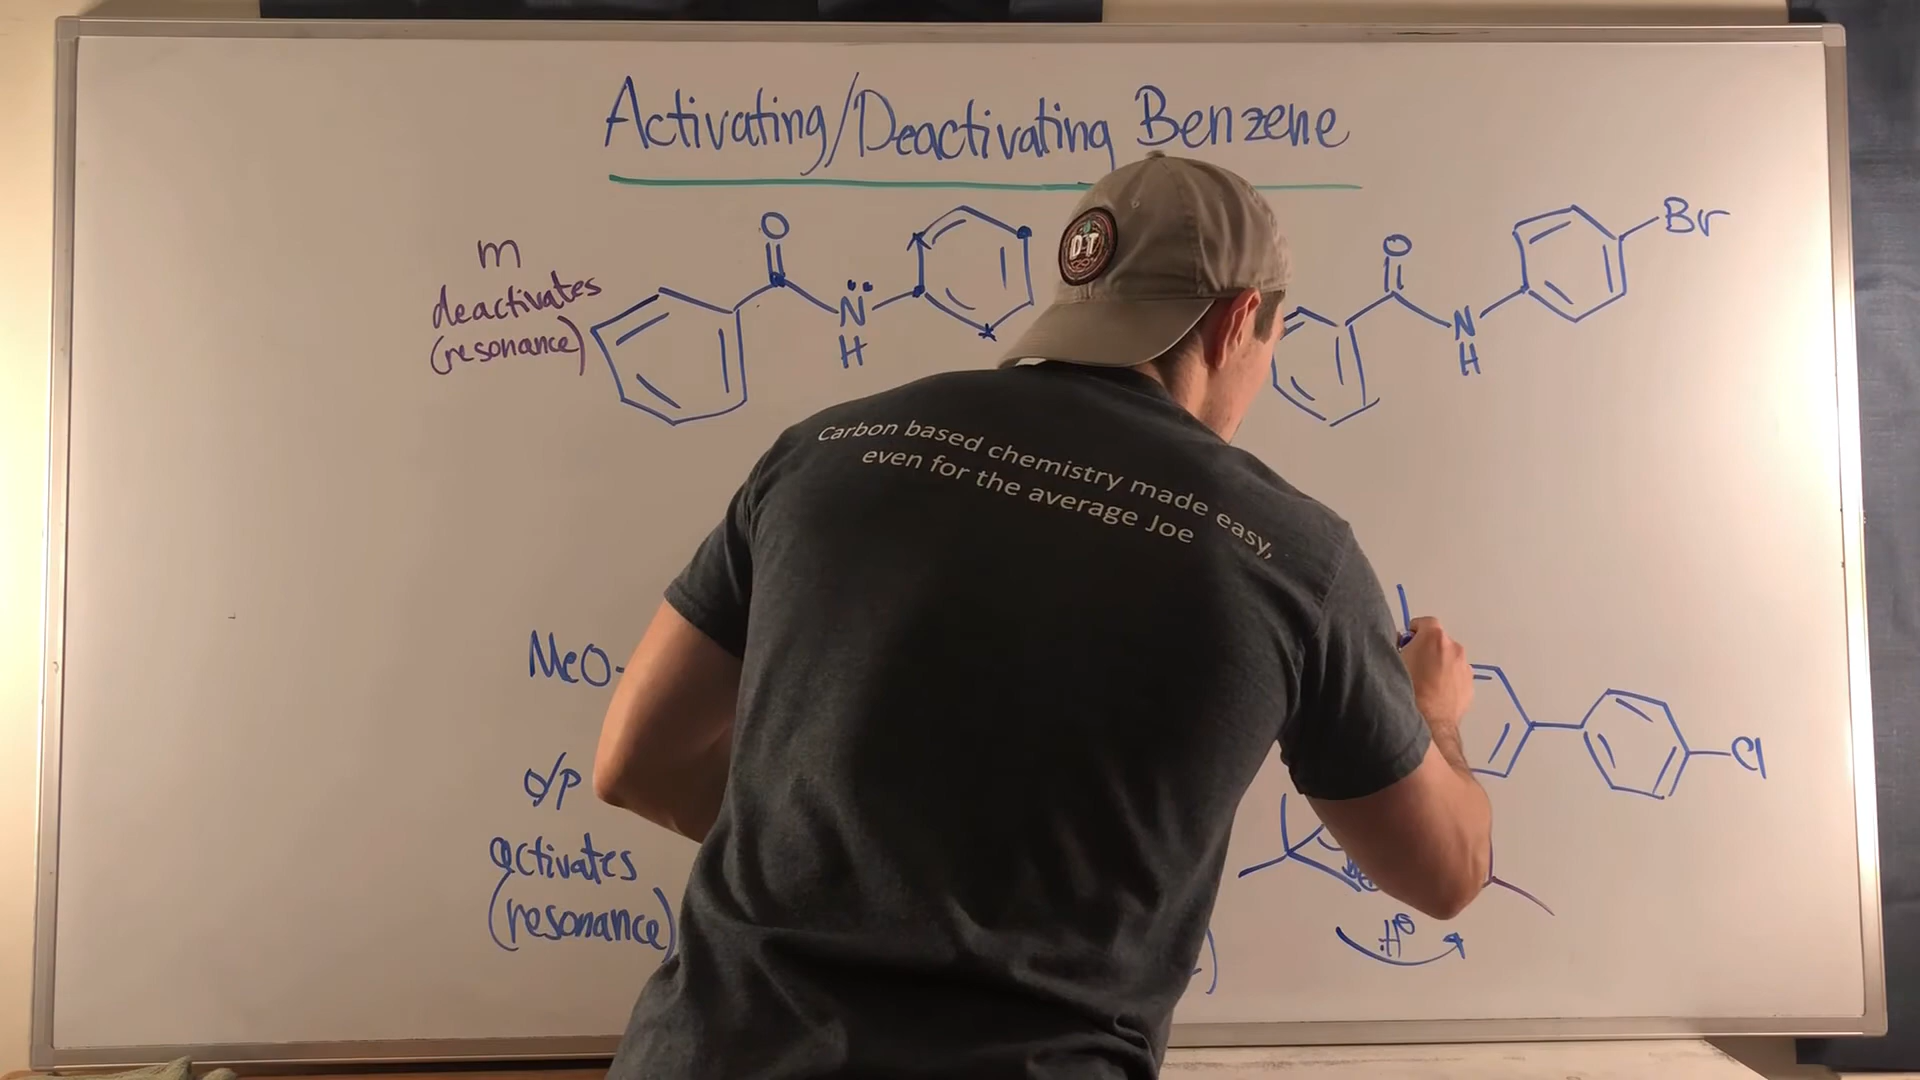 Activating/Deactivating Benzene
m
deactivates
(resonance)
O
N
H
O
N
H
Br
D-T
Carbon based chemistry made easy,
even for the average Joe
MeO-
o/p
activates
(resonance)
Cl
H⊕